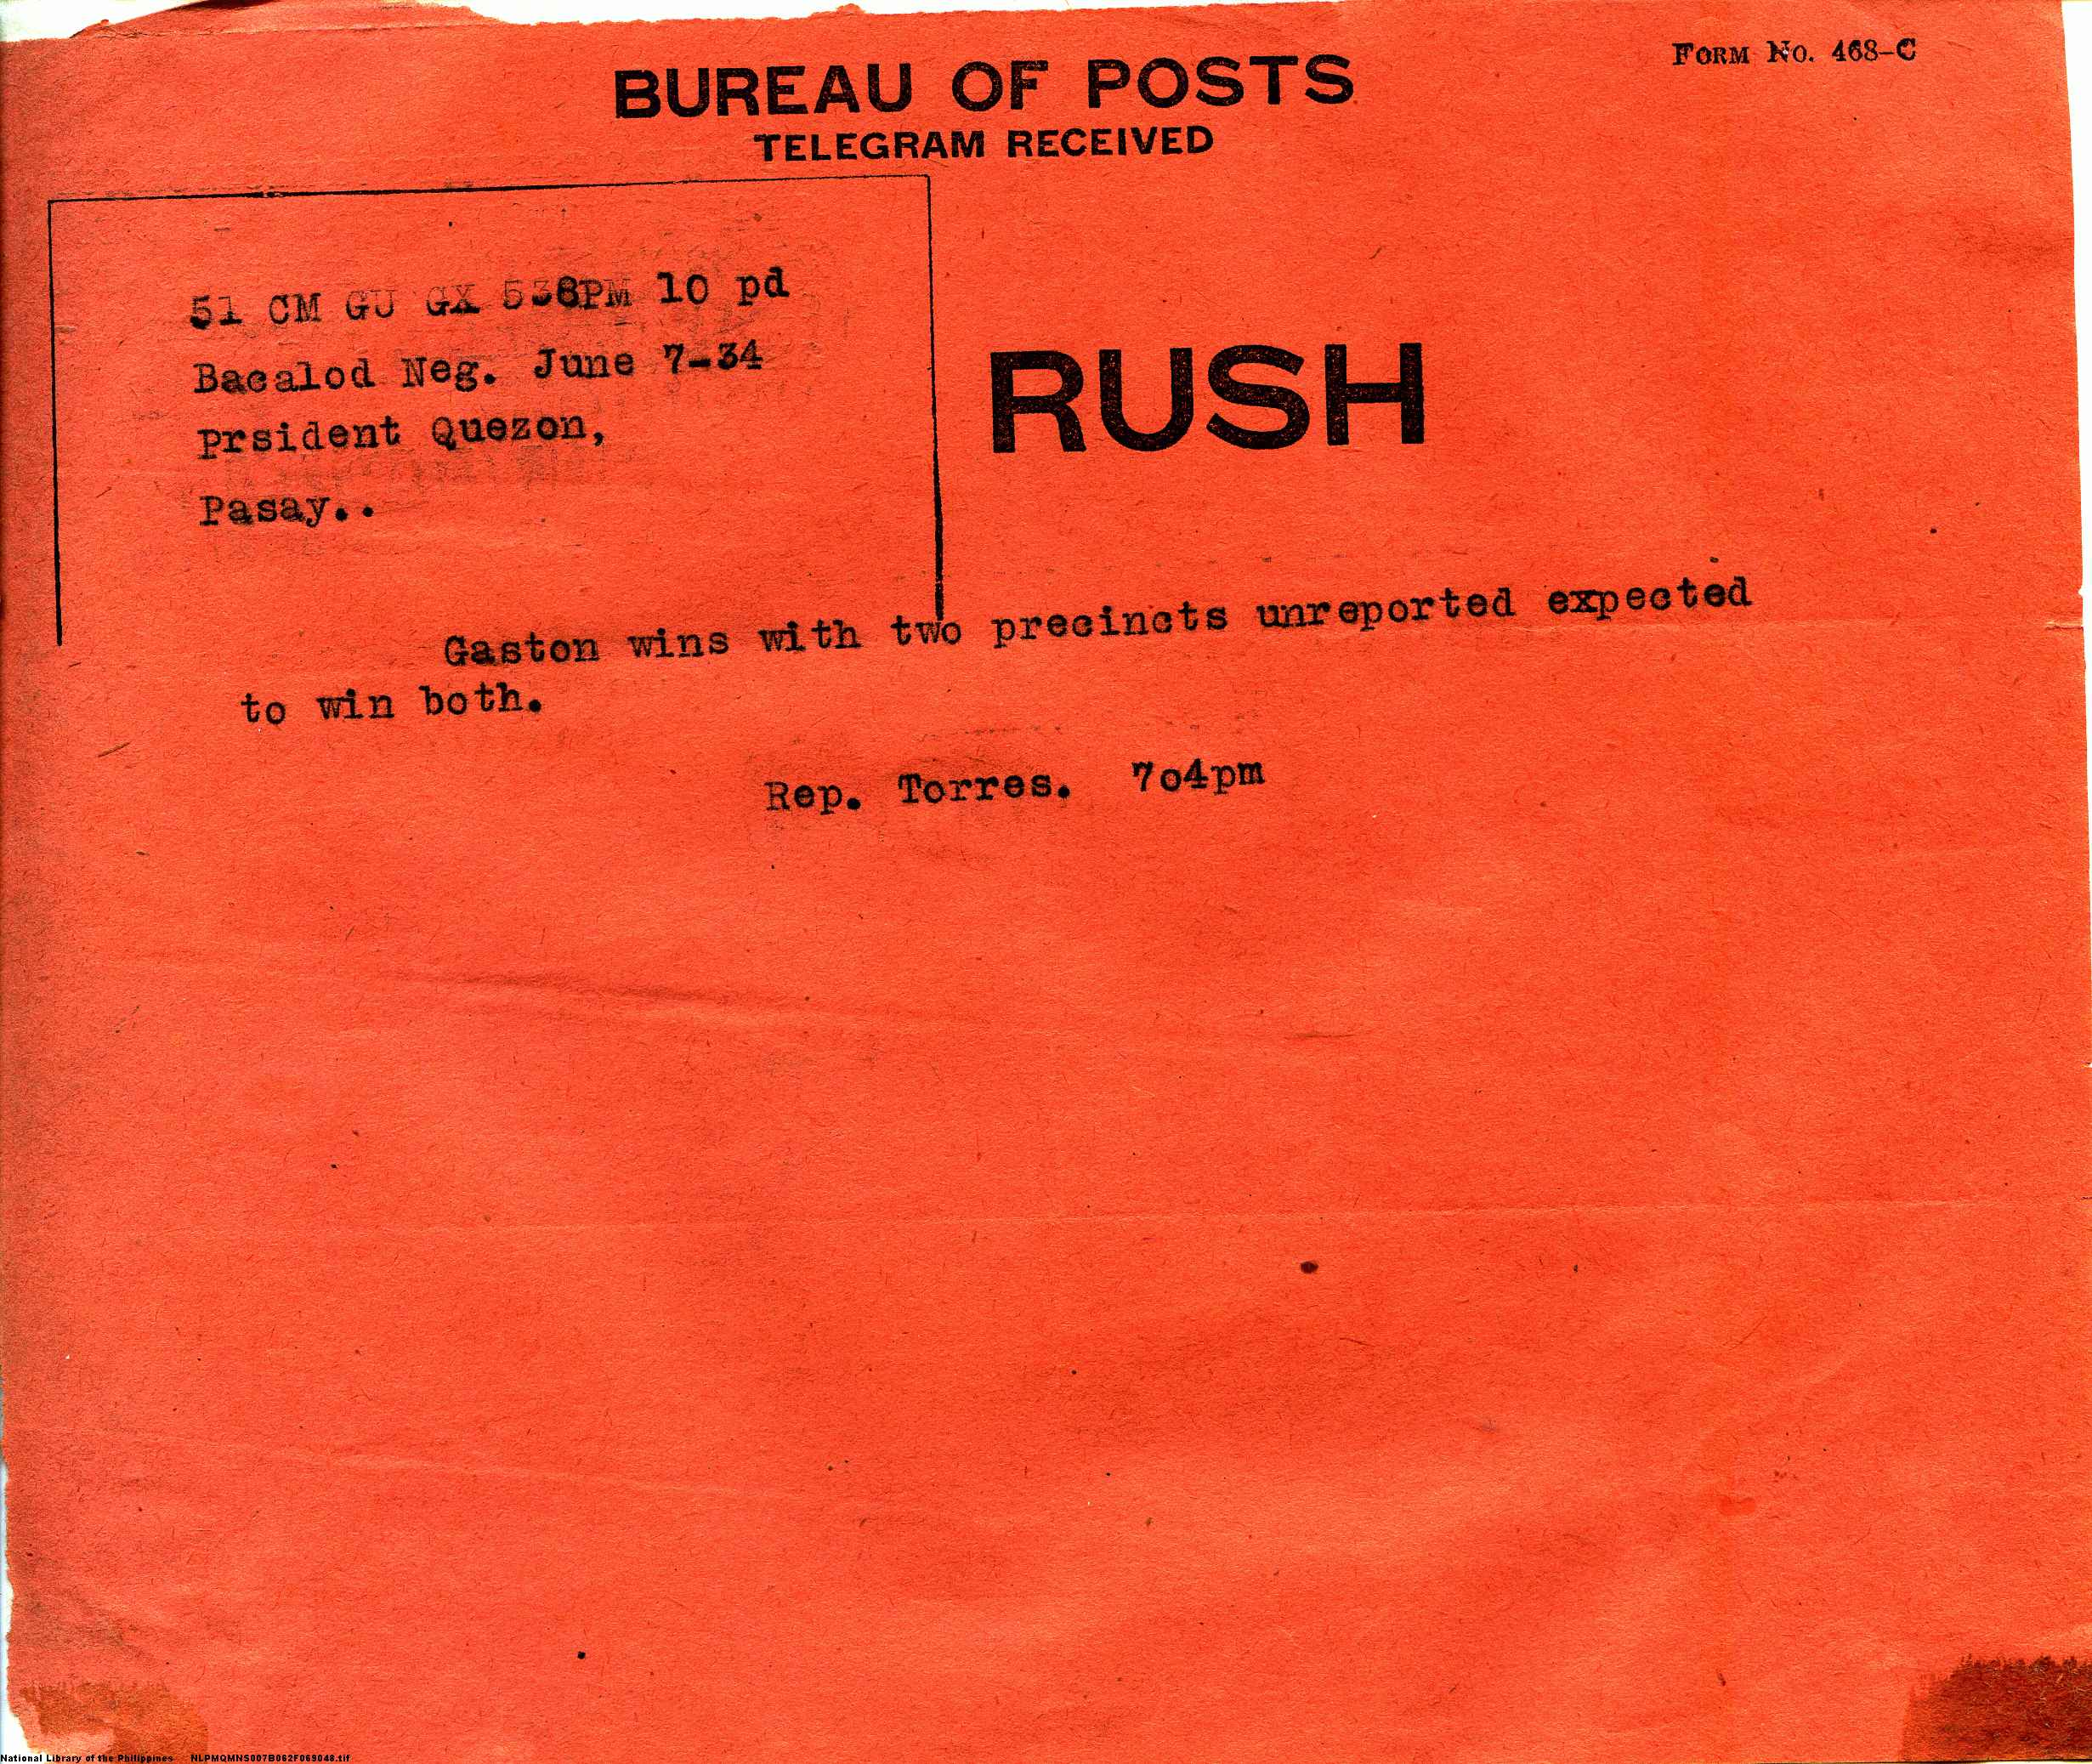 FORM NO. 468-C
BUREAU OF POSTS
TELEGRAM RECEIVED
51 CM GU GX 538PM 10 pd
Bacalod Neg. June 7-34
Prsident Quezon,
Pasay..
RUSH
Gaston wins with two precincts unreported expected
to win both.
Rep. Torres. 7o4pm
National Library of the Philippines NLPMQMNS007B062F069048.tif